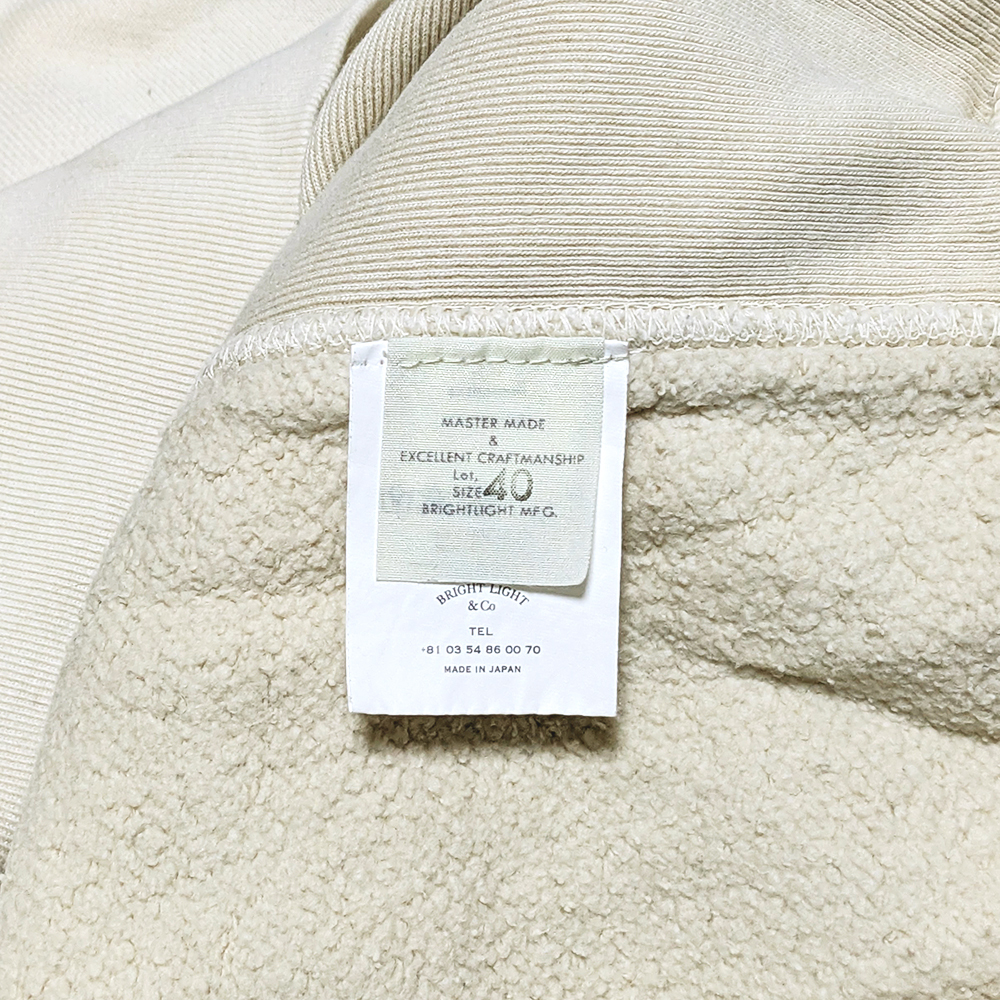 MASTER MADE
&
EXCELLENT CRAFTMANSHIP
Lot,
SIZE 40
BRIGHTLIGHT MFG.
BRIGHT LIGHT
& Co
TEL
+81 03 54 86 00 70
MADE IN JAPAN